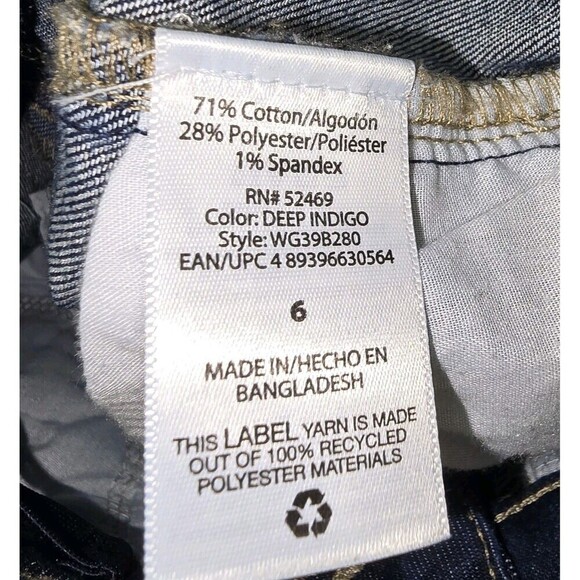 71% Cotton/Algodón
28% Polyester/Poliéster
1% Spandex
RN# 52469
Color: DEEP INDIGO
Style: WG39B280
EAN/UPC 4 89396630564
6
MADE IN/HECHO EN
BANGLADESH
THIS LABEL YARN IS MADE
OUT OF 100% RECYCLED
POLYESTER MATERIALS